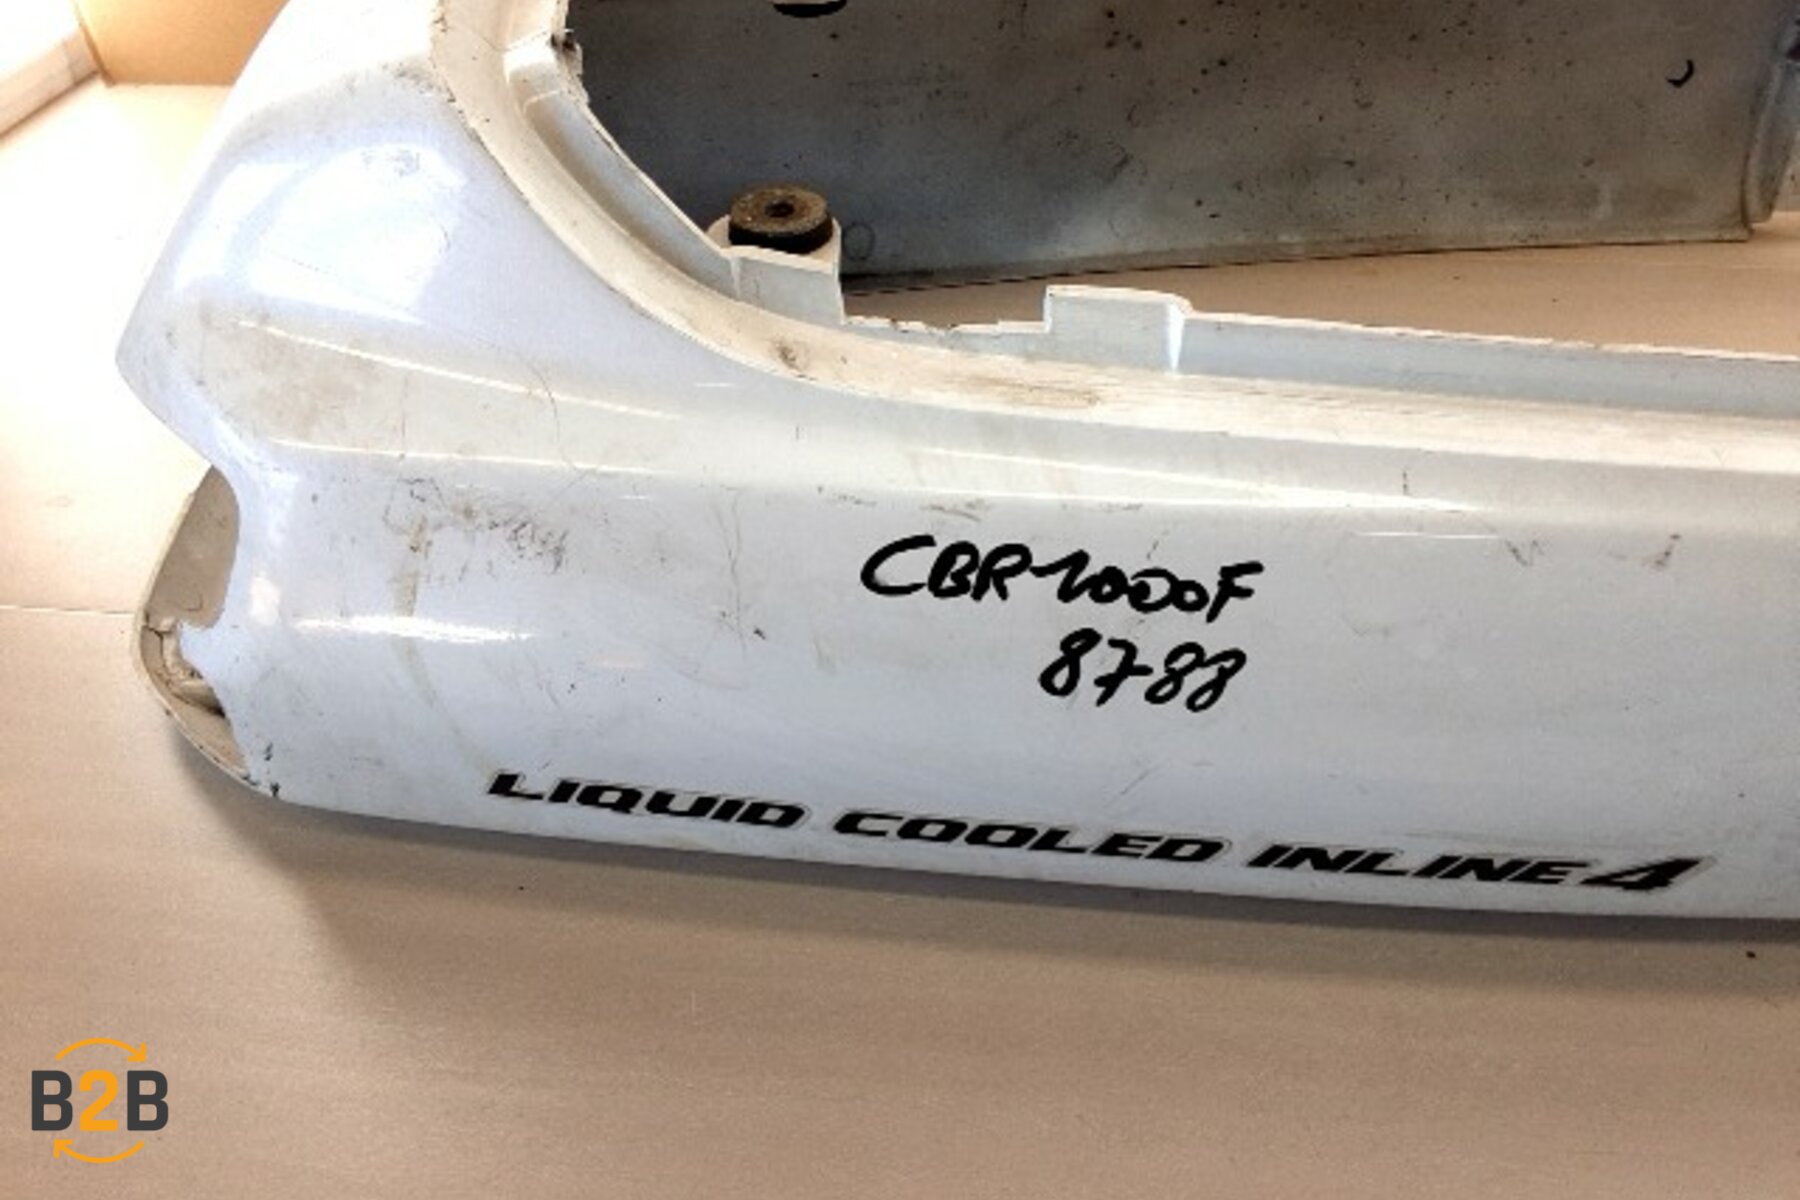 CBR1000F
8788
LIQUID COOLED INLINE 4
B2B